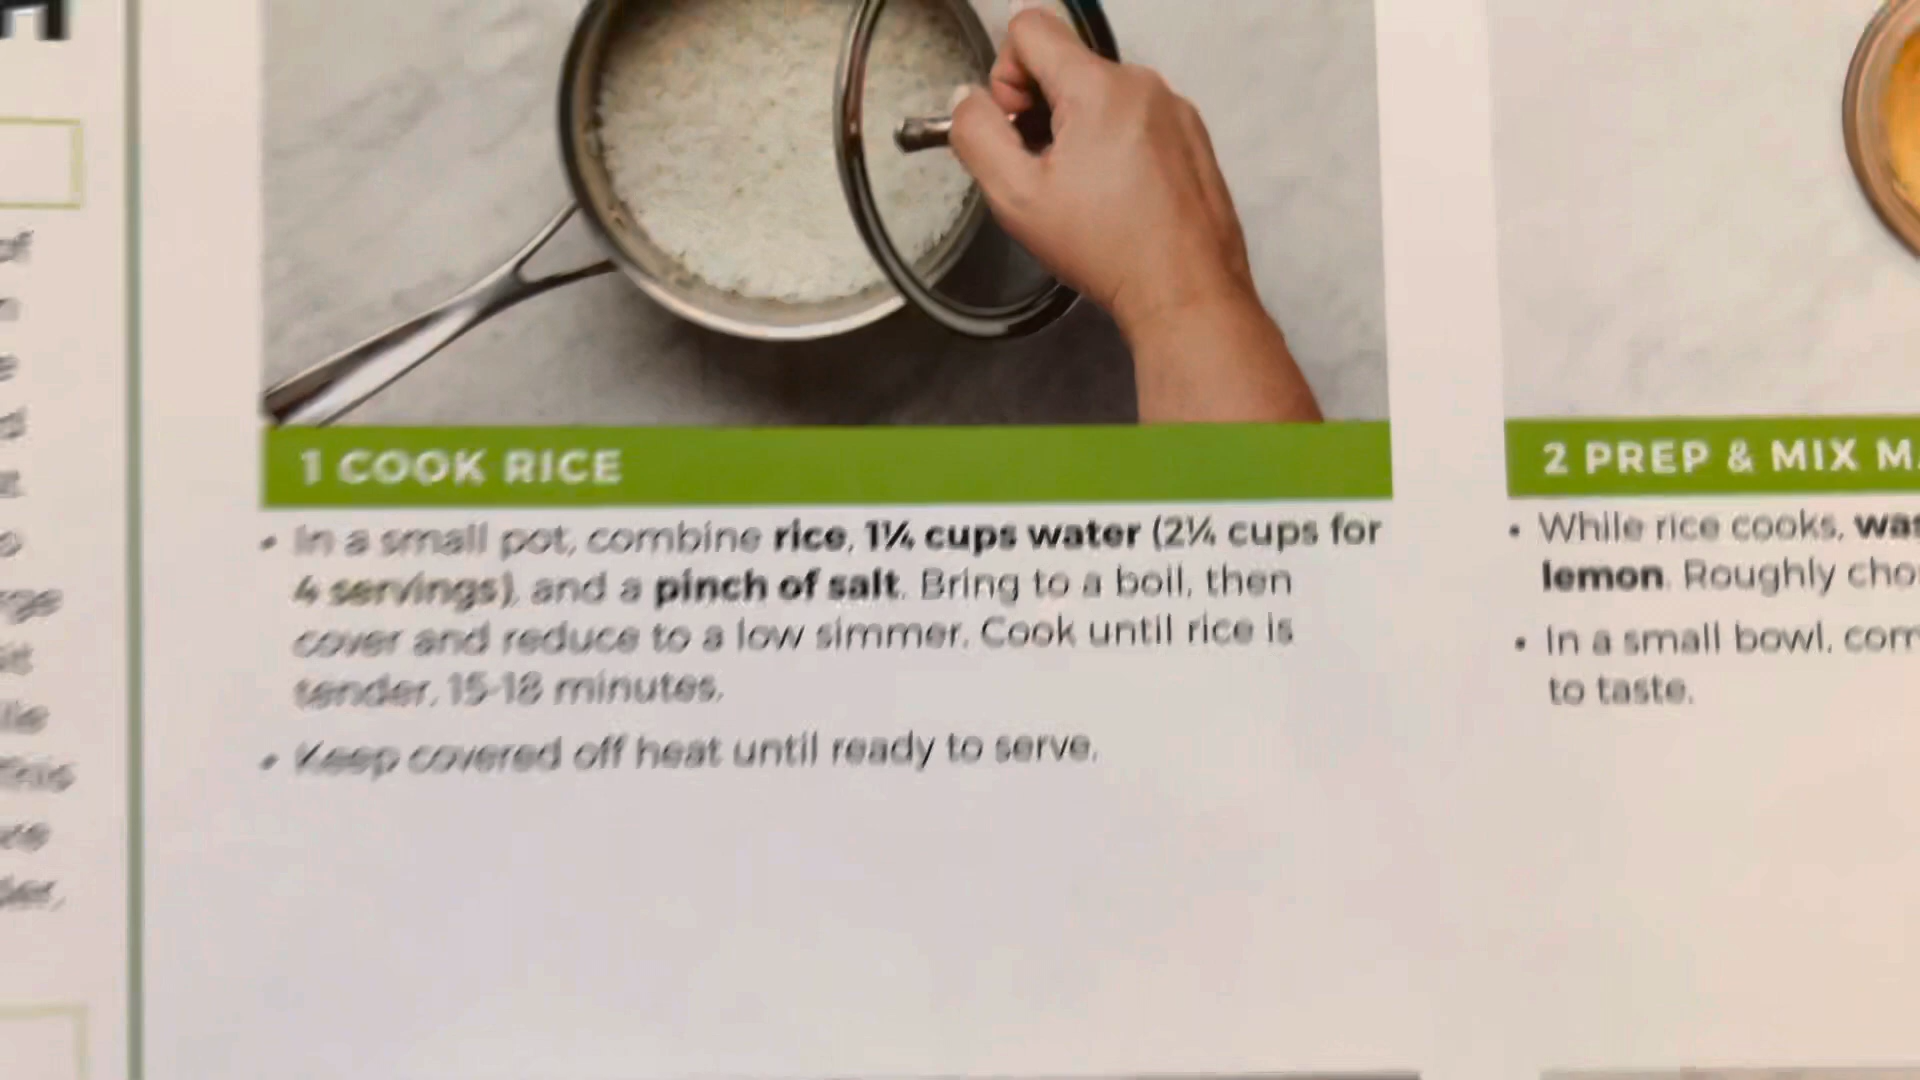 1 COOK RICE
• In a small pot, combine rice, 1¼ cups water (2¼ cups for
4 servings), and a pinch of salt. Bring to a boil, then
cover and reduce to a low simmer. Cook until rice is
tender, 15-18 minutes.
• Keep covered off heat until ready to serve.
2 PREP & MIX
• While rice cooks,
lemon. Roughly
• In a small bowl,
to taste.